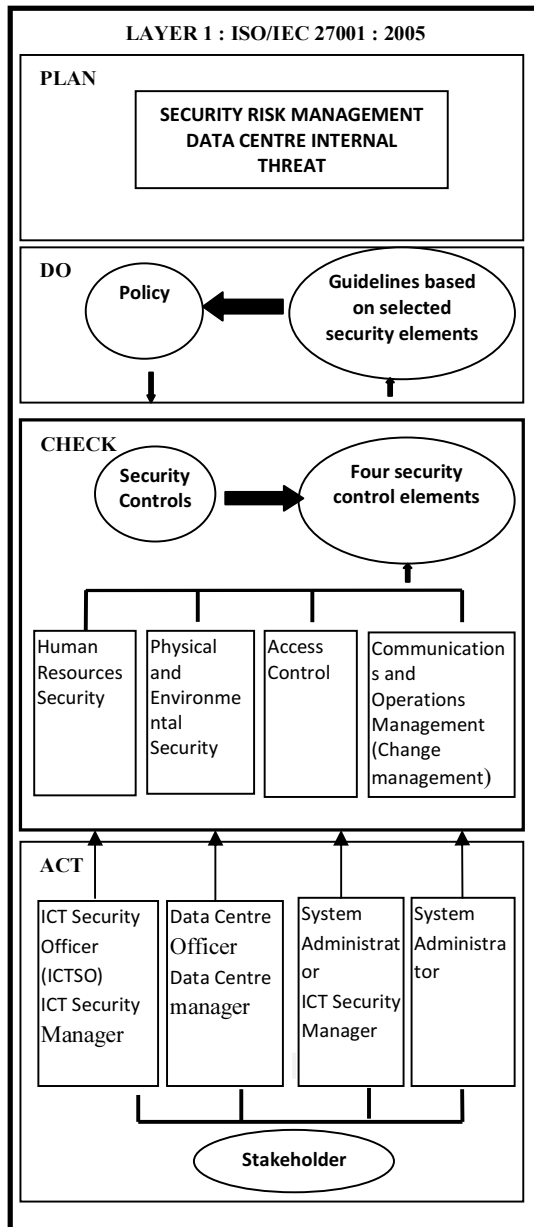 LAYER 1 : ISO/IEC 27001 : 2005
PLAN
SECURITY RISK MANAGEMENT
DATA CENTRE INTERNAL
THREAT
DO
Policy
Guidelines based
on selected
security elements
CHECK
Security
Controls
Four security
control elements
Human
Resources
Security
Physical
and
Environme
ntal
Security
Access
Control
Communication
s and
Operations
Management
(Change
management)
ACT
ICT Security
Officer
(ICTSO)
ICT Security
Manager
Data Centre
Officer
Data Centre
manager
System
Administrat
or
ICT Security
Manager
System
Administra
tor
Stakeholder